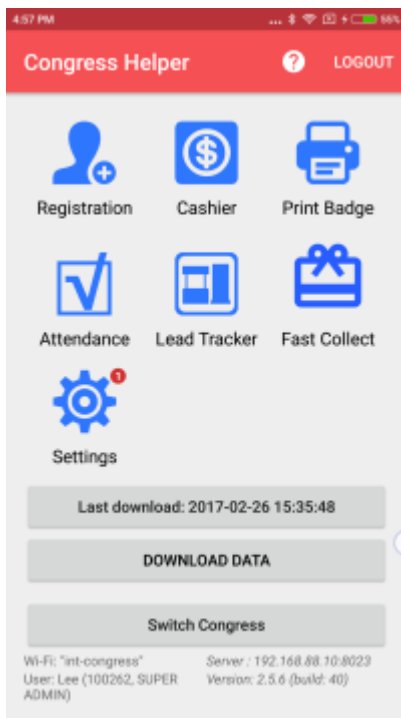 4:57 PM ... 56%
Congress Helper ? LOGOUT
Registration Cashier Print Badge
Attendance Lead Tracker Fast Collect
1
Settings
Last download: 2017-02-26 15:35:48
DOWNLOAD DATA
Switch Congress
Wi-Fi: "int-congress" Server : 192.168.88.10:8023
User: Lee (100262, SUPER Version: 2.5.6 (build: 40)
ADMIN)